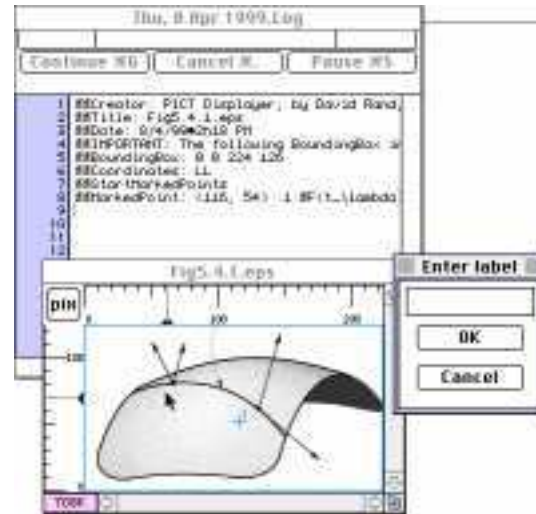 Thu, 8 Apr 1999.Log
Continue ⌘G Cancel ⌘. Pause ⌘S
1 %%Creator: PICT Displayer, by David Rand,
2 %%Title: Fig5.4.1.eps
3 %%Date: 8/4/99 2h18 PM
4 %%IMPORTANT: The following BoundingBox
5 %%BoundingBox: 0 0 224 126
6 %%Coordinates: LL
7 %%StartMarkedPoints
8 %%MarkedPoint: (116, 54) 1 #F(t_\lambda
9
10
11
12
Fig5.4.1.eps
Enter label
pix
0 100 200
OK
100
Cancel
0